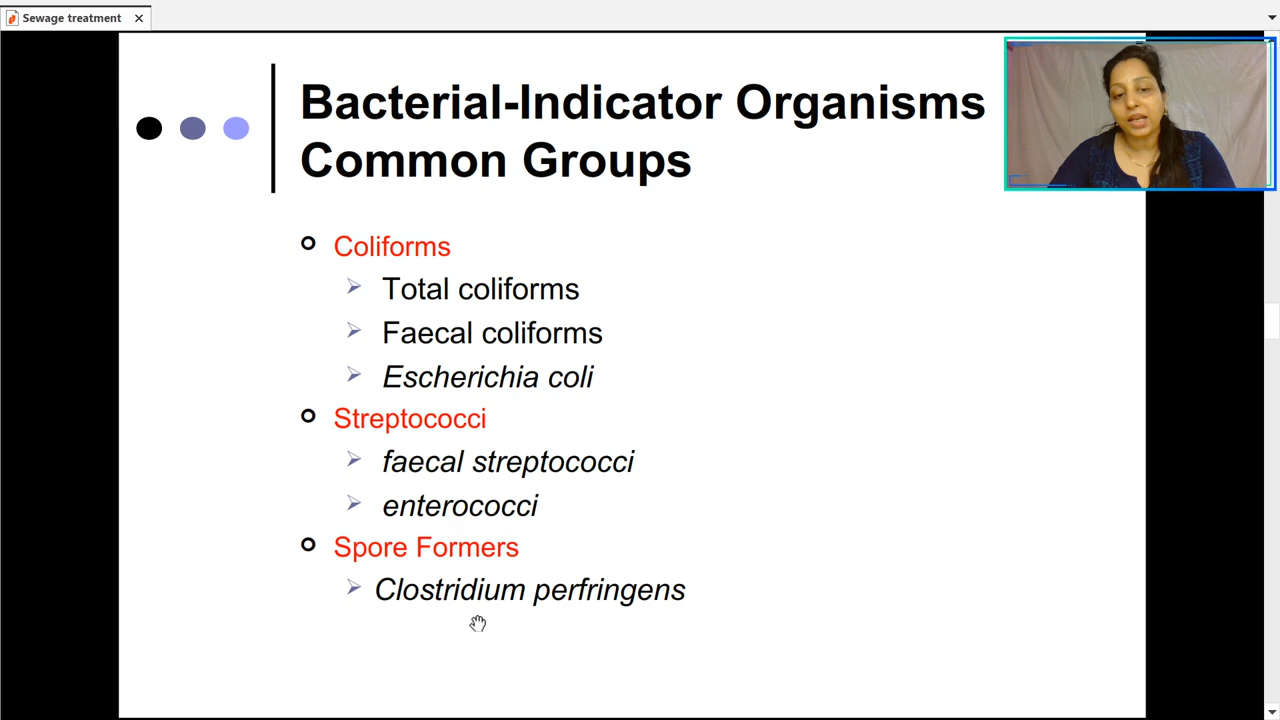 Sewage treatment
Bacterial-Indicator Organisms
Common Groups
Coliforms
Total coliforms
Faecal coliforms
Escherichia coli
Streptococci
faecal streptococci
enterococci
Spore Formers
Clostridium perfringens